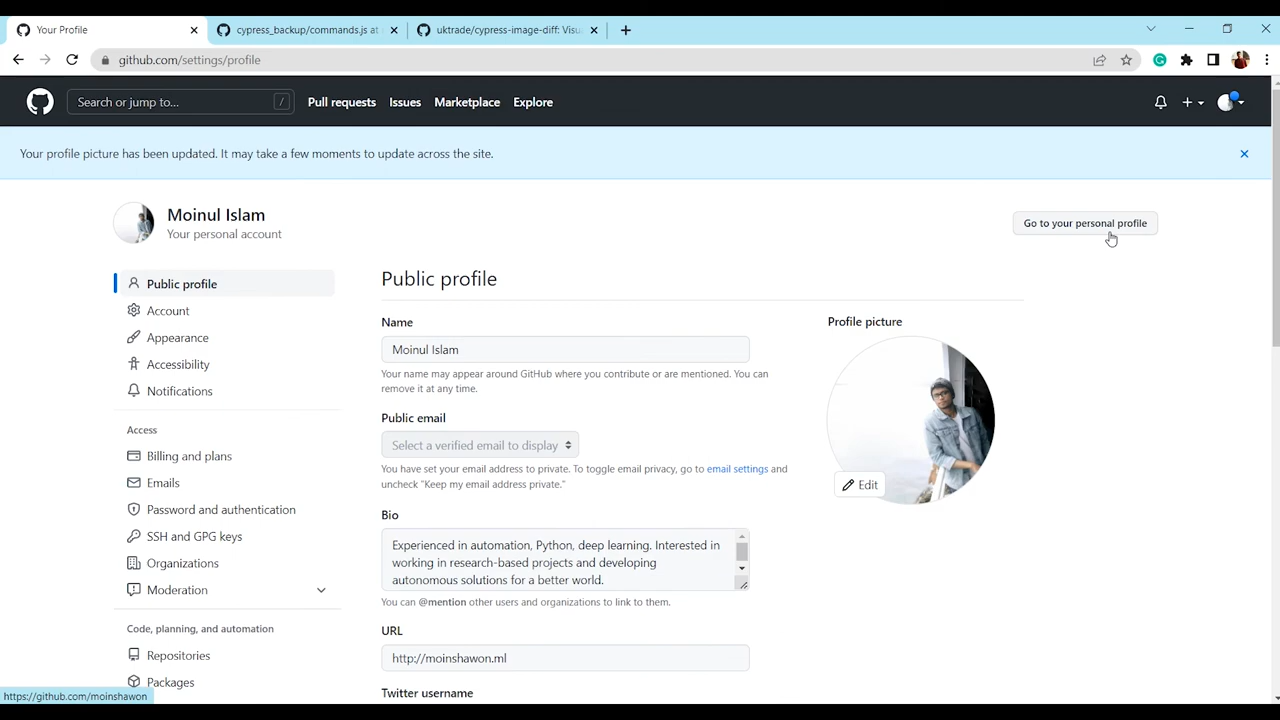 Your Profile
cypress_backup/commands.js at
uktrade/cypress-image-diff: Visu
github.com/settings/profile
Search or jump to...
/
Pull requests
Issues
Marketplace
Explore
Your profile picture has been updated. It may take a few moments to update across the site.
Moinul Islam
Your personal account
Go to your personal profile
Public profile
Account
Appearance
Accessibility
Notifications
Access
Billing and plans
Emails
Password and authentication
SSH and GPG keys
Organizations
Moderation
Code, planning, and automation
Repositories
Packages
Public profile
Name
Moinul Islam
Your name may appear around GitHub where you contribute or are mentioned. You can
remove it at any time.
Public email
Select a verified email to display
You have set your email address to private. To toggle email privacy, go to email settings and
uncheck "Keep my email address private."
Bio
Experienced in automation, Python, deep learning. Interested in
working in research-based projects and developing
autonomous solutions for a better world.
You can @mention other users and organizations to link to them.
URL
http://moinshawon.ml
Twitter username
Profile picture
Edit
https://github.com/moinshawon